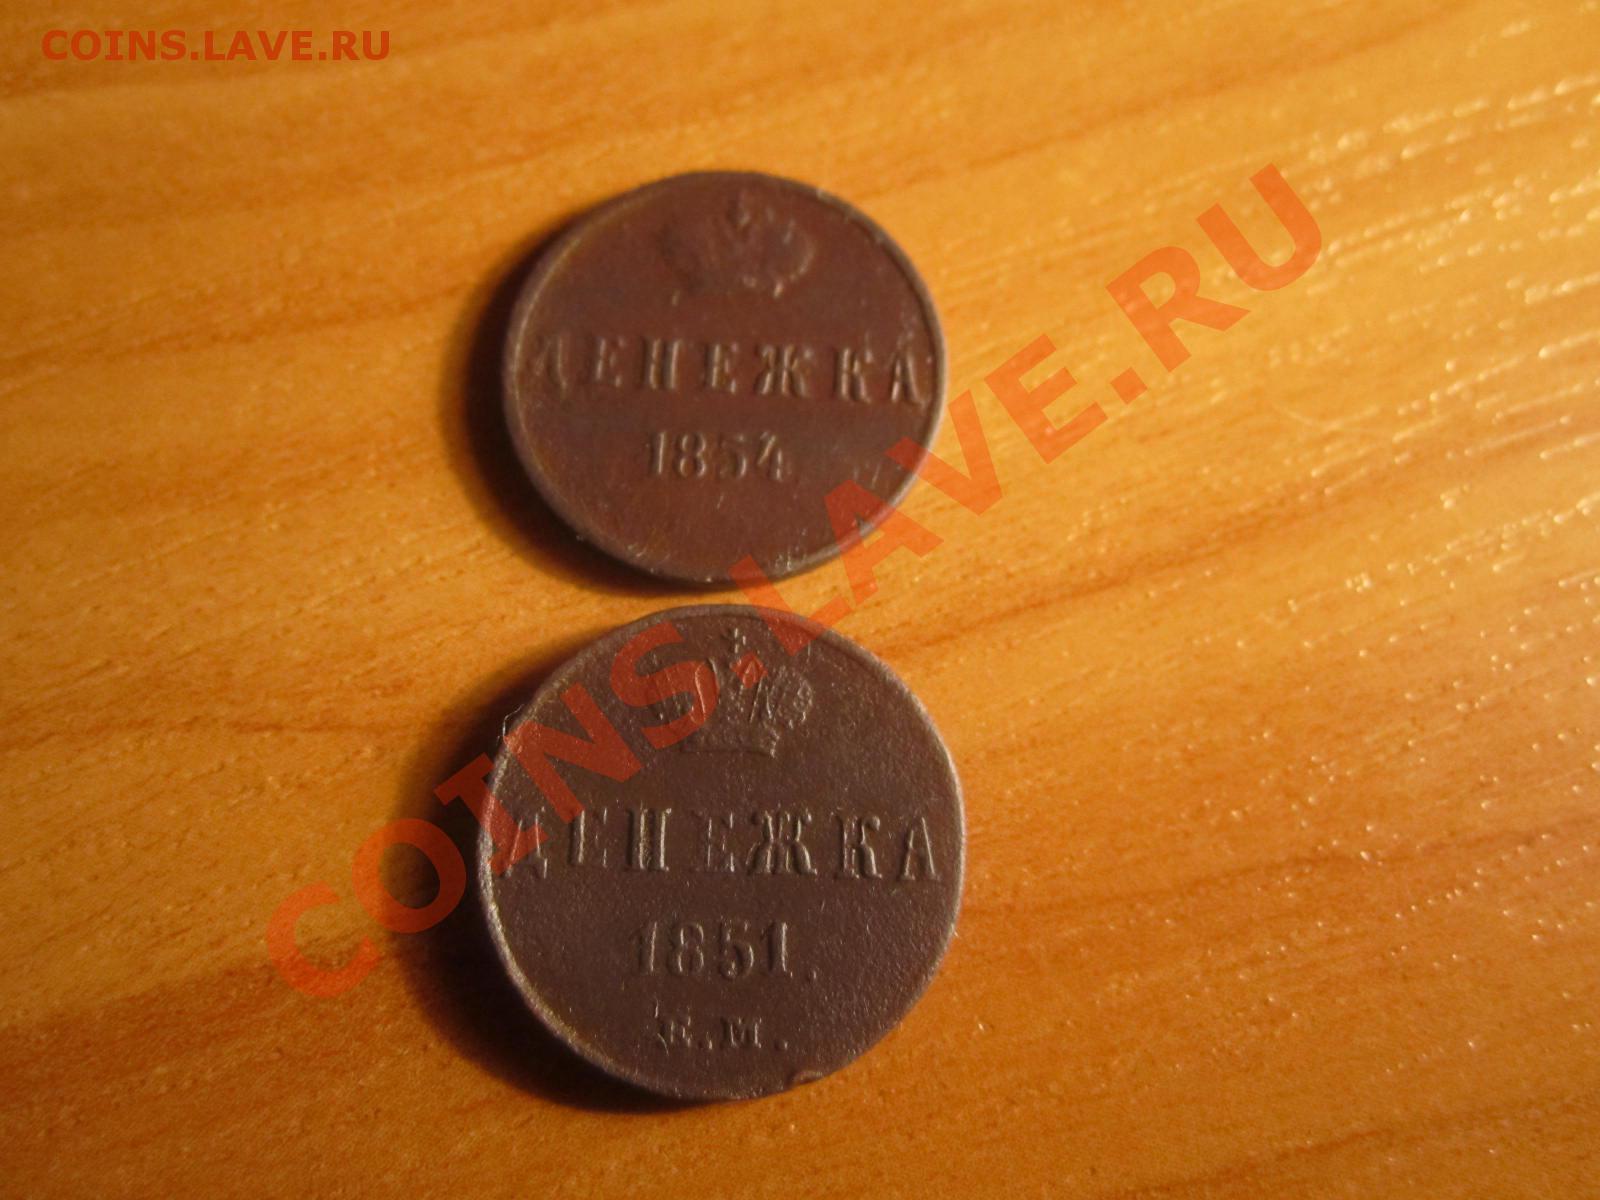 COINS.LAVE.RU
ДЕНЕЖКА
1854
ДЕНЕЖКА
1851.
Е.М.
COINS.LAVE.RU